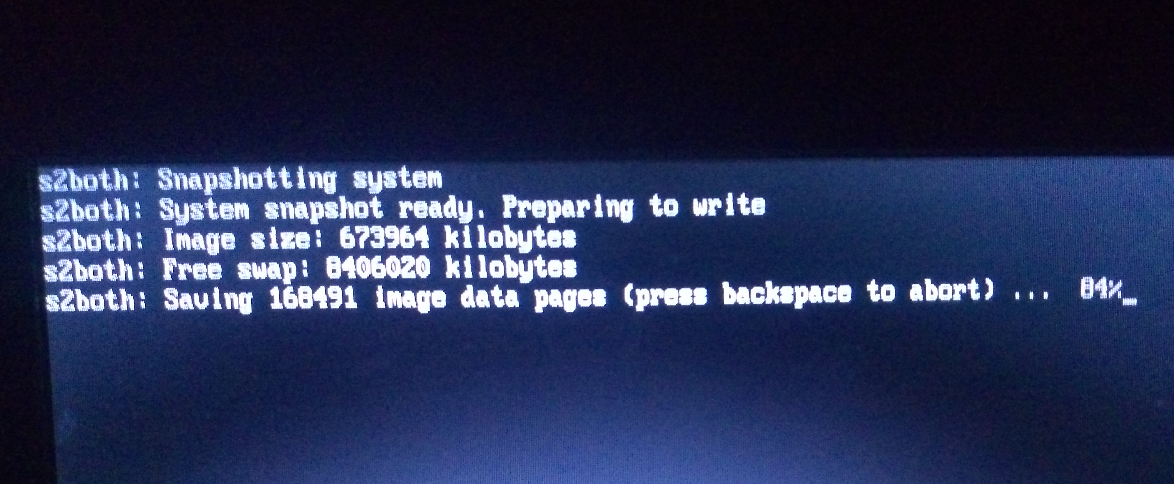 s2both: Snapshotting system
s2both: System snapshot ready. Preparing to write
s2both: Image size: 673964 kilobytes
s2both: Free swap: 8406020 kilobytes
s2both: Saving 168491 image data pages (press backspace to abort) ... 84%_